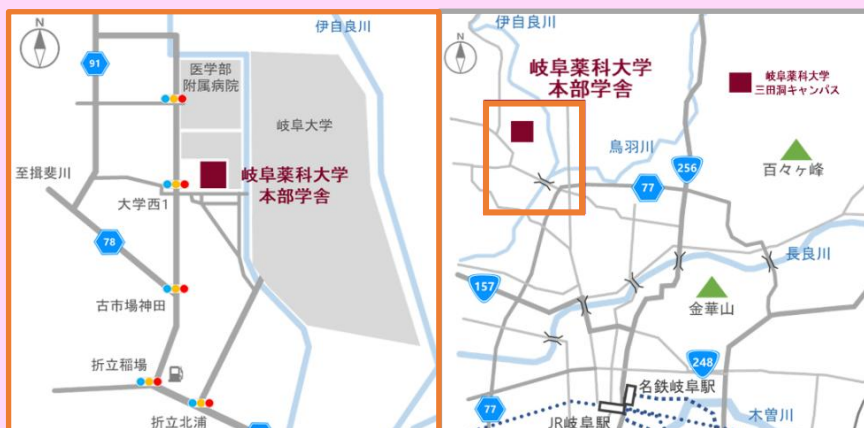 N
伊自良川
91
医学部
附属病院
岐阜大学
至揖斐川
岐阜薬科大学
本部学舎
大学西1
78
古市場神田
折立稲場
折立北浦
伊自良川
N
岐阜薬科大学
本部学舎
岐阜薬科大学
三田洞キャンパス
鳥羽川
256
百々ヶ峰
77
長良川
157
金華山
248
名鉄岐阜駅
77
JR岐阜駅
木曽川